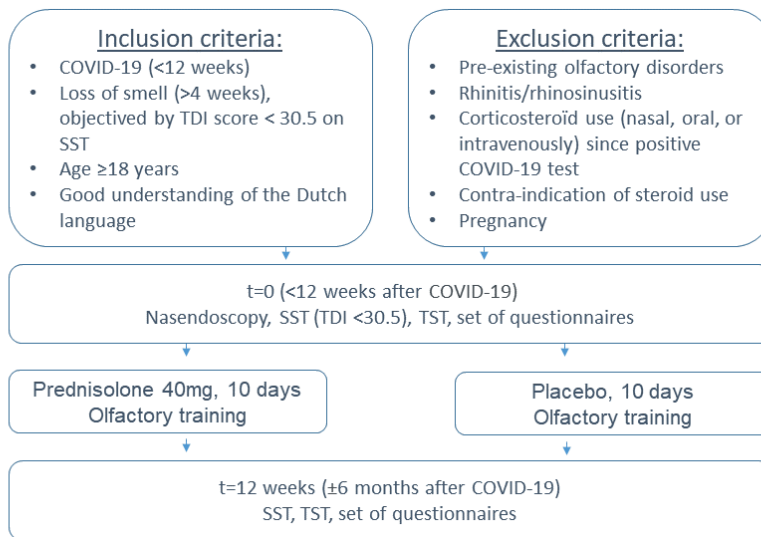 Inclusion criteria:
• COVID-19 (<12 weeks)
• Loss of smell (>4 weeks),
objectived by TDI score < 30.5 on
SST
• Age ≥18 years
• Good understanding of the Dutch
language
Exclusion criteria:
• Pre-existing olfactory disorders
• Rhinitis/rhinosinusitis
• Corticosteroïd use (nasal, oral, or
intravenously) since positive
COVID-19 test
• Contra-indication of steroid use
• Pregnancy
t=0 (<12 weeks after COVID-19)
Nasendoscopy, SST (TDI <30.5), TST, set of questionnaires
Prednisolone 40mg, 10 days
Olfactory training
Placebo, 10 days
Olfactory training
t=12 weeks (±6 months after COVID-19)
SST, TST, set of questionnaires